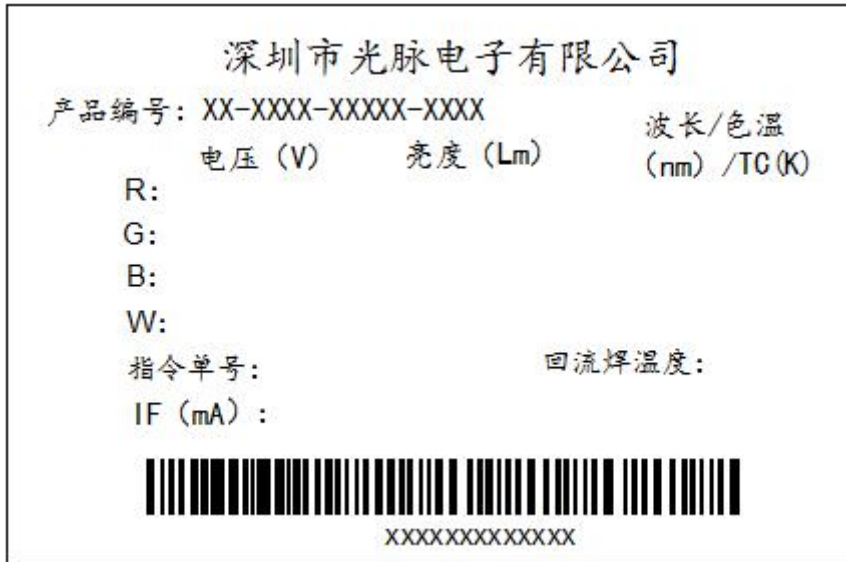 深圳市光脉电子有限公司
产品编号: XX-XXXX-XXXXX-XXXX
电压 (V) 亮度 (Lm) 波长/色温
(nm) /TC(K)
R:
G:
B:
W:
指令单号: 回流焊温度:
IF (mA) :
XXXXXXXXXXXXX